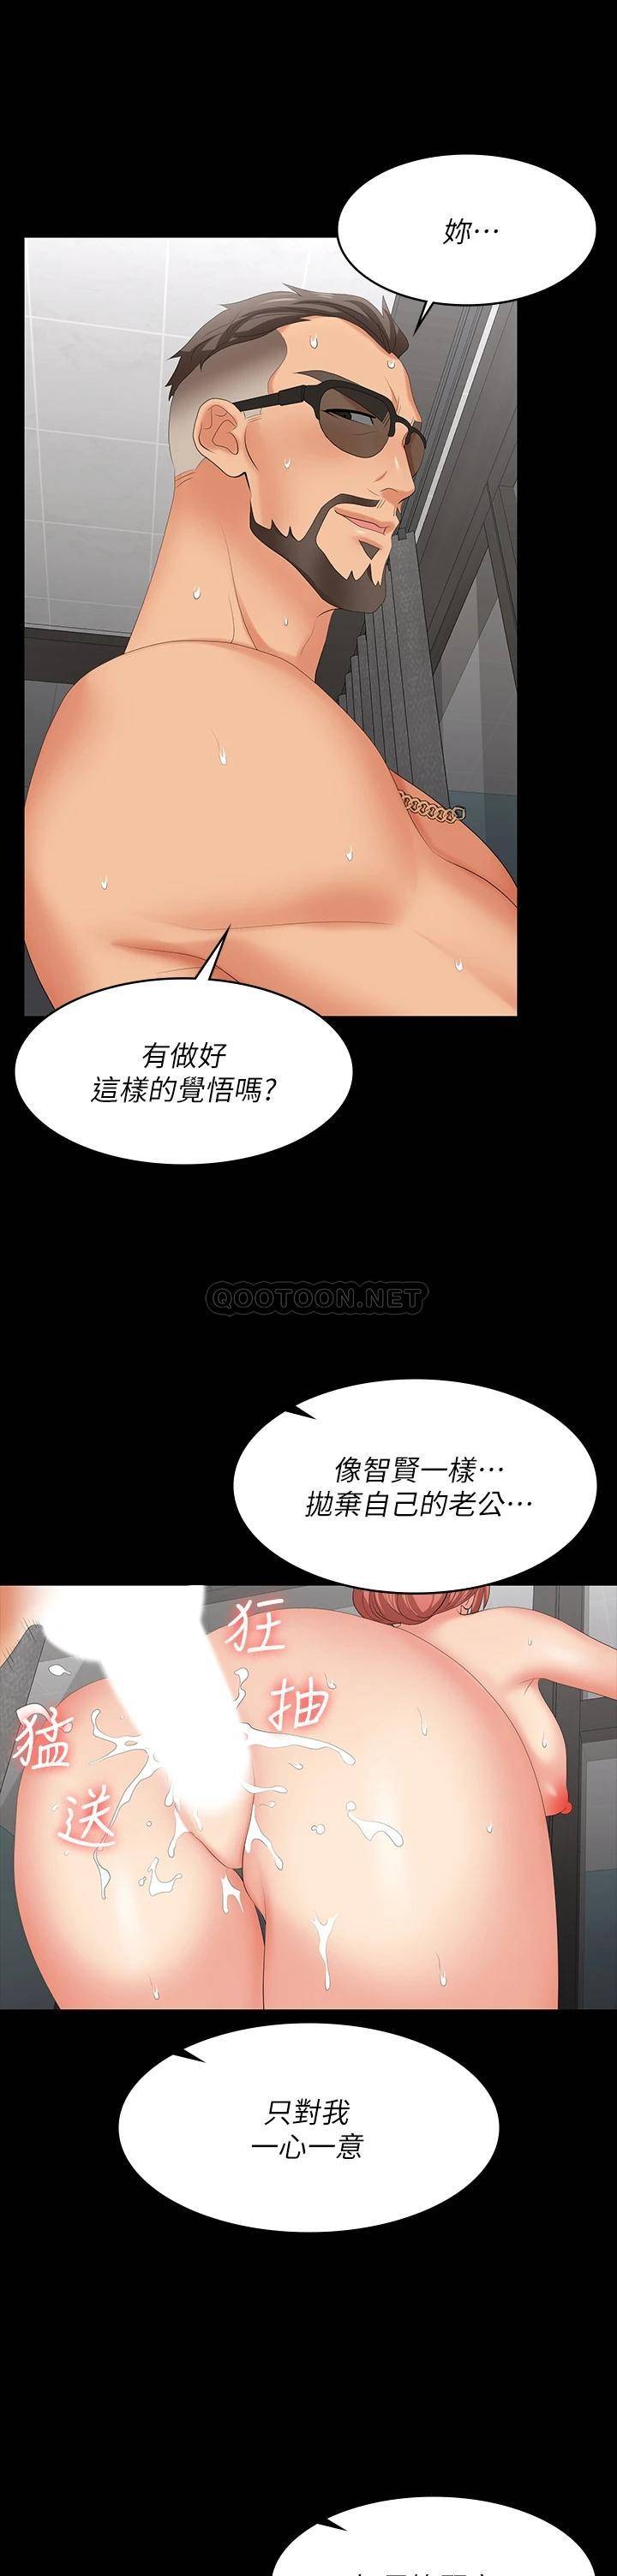 妳⋯
有做好
這樣的覺悟嗎?
QOOTOON.NET
像智賢一樣⋯
拋棄自己的老公⋯
狂
抽
猛
送
只對我
一心一意